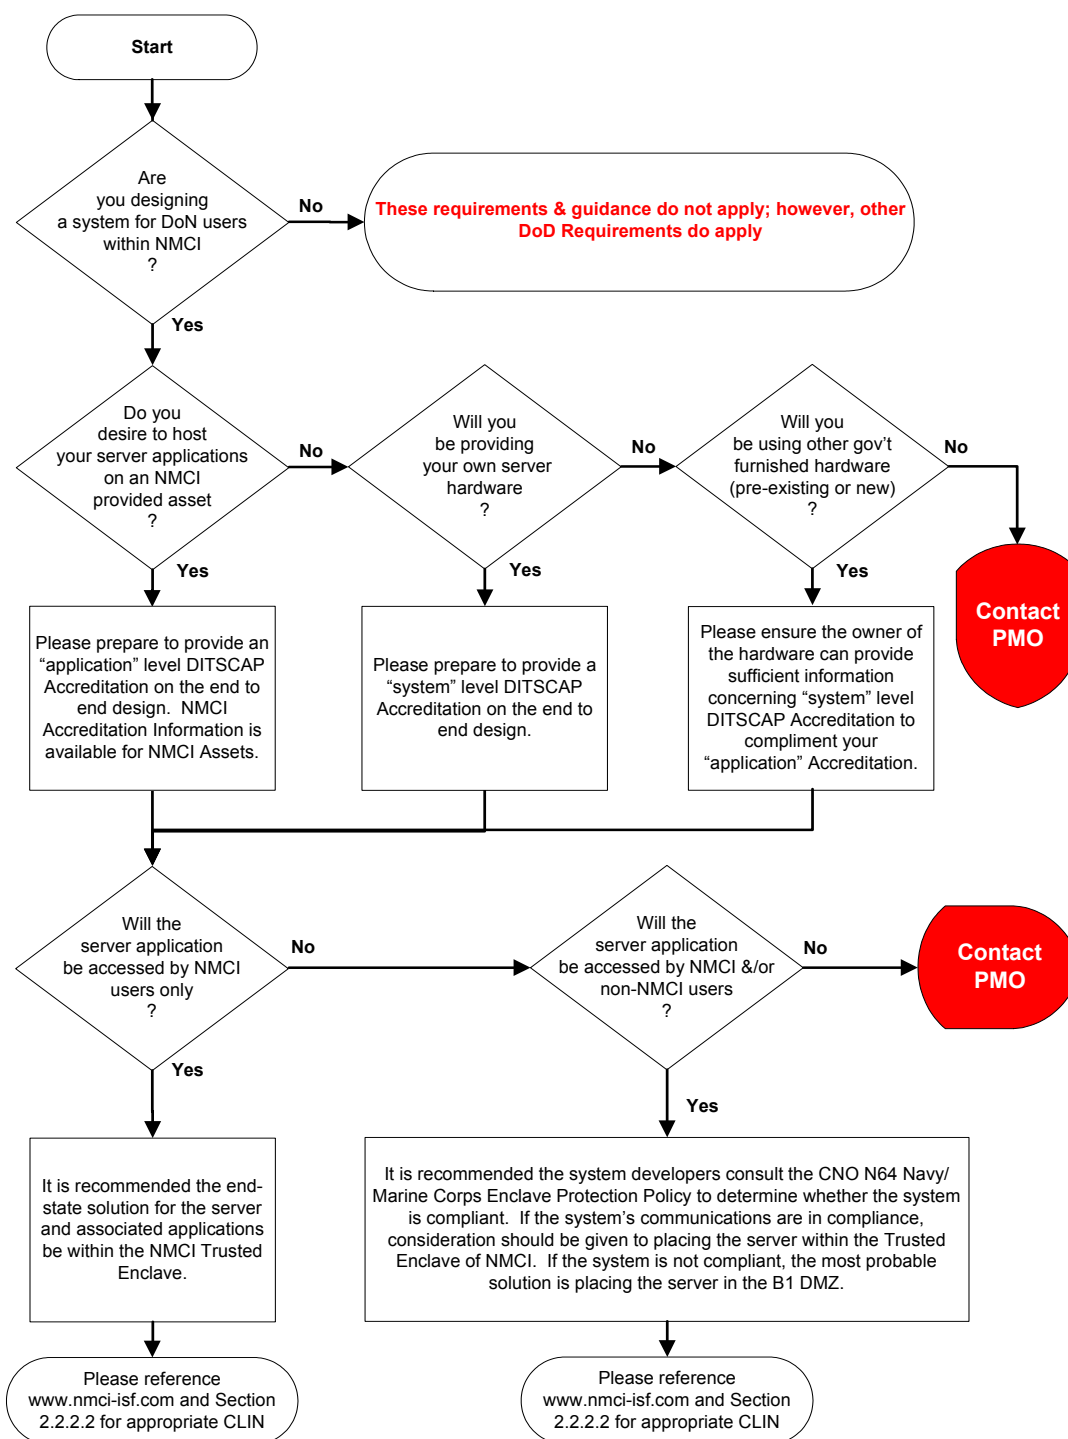 Start
Are
you designing
a system for DoN users
within NMCI
?
No
These requirements & guidance do not apply; however, other
DoD Requirements do apply
Yes
Do you
desire to host
your server applications
on an NMCI
provided asset
?
No
Will you
be providing
your own server
hardware
?
No
Will you
be using other gov’t
furnished hardware
(pre-existing or new)
?
No
Yes
Yes
Yes
Contact
PMO
Please prepare to provide an
“application” level DITSCAP
Accreditation on the end to
end design.  NMCI
Accreditation Information is
available for NMCI Assets.
Please prepare to provide a
“system” level DITSCAP
Accreditation on the end to
end design.
Please ensure the owner of
the hardware can provide
sufficient information
concerning “system” level
DITSCAP Accreditation to
compliment your
“application” Accreditation.
Will the
server application
be accessed by NMCI
users only
?
No
Will the
server application
be accessed by NMCI &/or
non-NMCI users
?
No
Contact
PMO
Yes
Yes
It is recommended the end-
state solution for the server
and associated applications
be within the NMCI Trusted
Enclave.
It is recommended the system developers consult the CNO N64 Navy/
Marine Corps Enclave Protection Policy to determine whether the system
is compliant.  If the system’s communications are in compliance,
consideration should be given to placing the server within the Trusted
Enclave of NMCI.  If the system is not compliant, the most probable
solution is placing the server in the B1 DMZ.
Please reference
www.nmci-isf.com and Section
2.2.2.2 for appropriate CLIN
Please reference
www.nmci-isf.com and Section
2.2.2.2 for appropriate CLIN